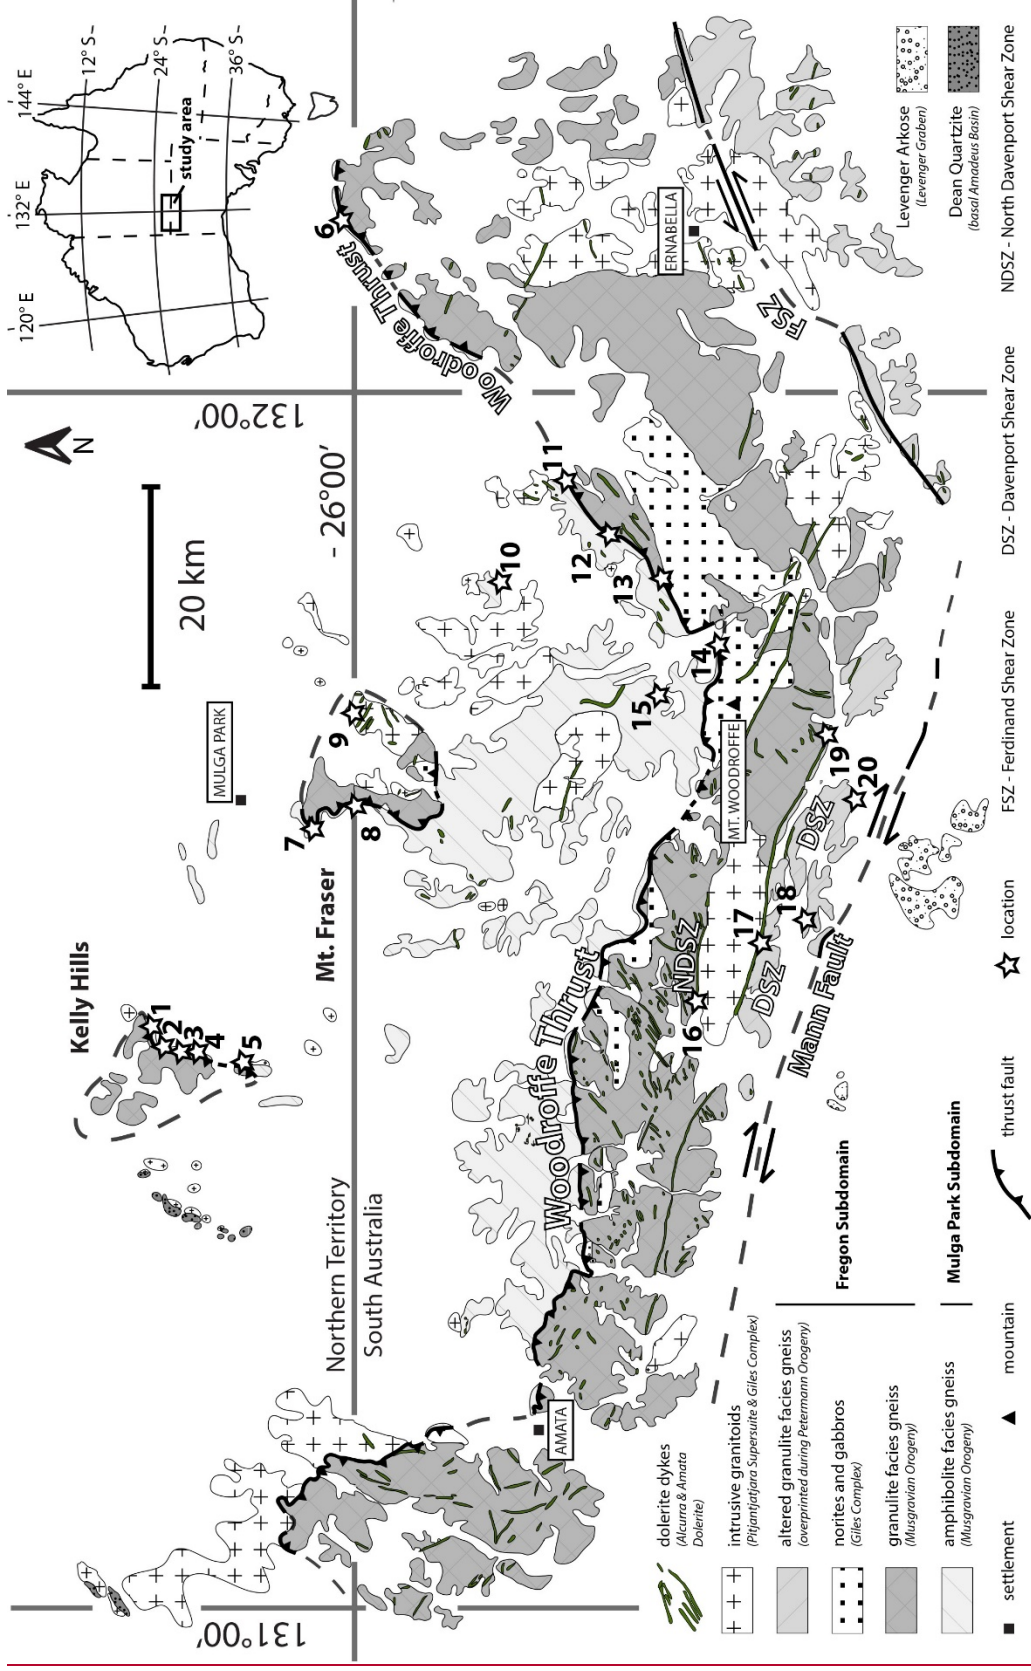 120° E
132° E
144° E
12° S
24° S
36° S
study area
N
20 km
131°00'
132°00'
- 26°00'
Northern Territory
South Australia
Kelly Hills
1
2
3
4
5
MULGA PARK
Mt. Fraser
7
8
9
6
Woodroffe Thrust
10
11
12
13
14
15
Woodroffe Thrust
AMATA
MT. WOODROFFE
ERNABELLA
NDSZ
16
17
DSZ
18
DSZ
19
20
Mann Fault
FSZ
dolerite dykes
(Alcurra & Amata
Dolerite)
intrusive granitoids
(Pitjantjatjara Supersuite & Giles Complex)
altered granulite facies gneiss
(overprinted during Petermann Orogeny)
norites and gabbros
(Giles Complex)
granulite facies gneiss
(Musgravian Orogeny)
amphibolite facies gneiss
(Musgravian Orogeny)
Fregon Subdomain
Mulga Park Subdomain
Levenger Arkose
(Levenger Graben)
Dean Quartzite
(basal Amadeus Basin)
settlement
mountain
thrust fault
location
FSZ - Ferdinand Shear Zone
DSZ - Davenport Shear Zone
NDSZ - North Davenport Shear Zone